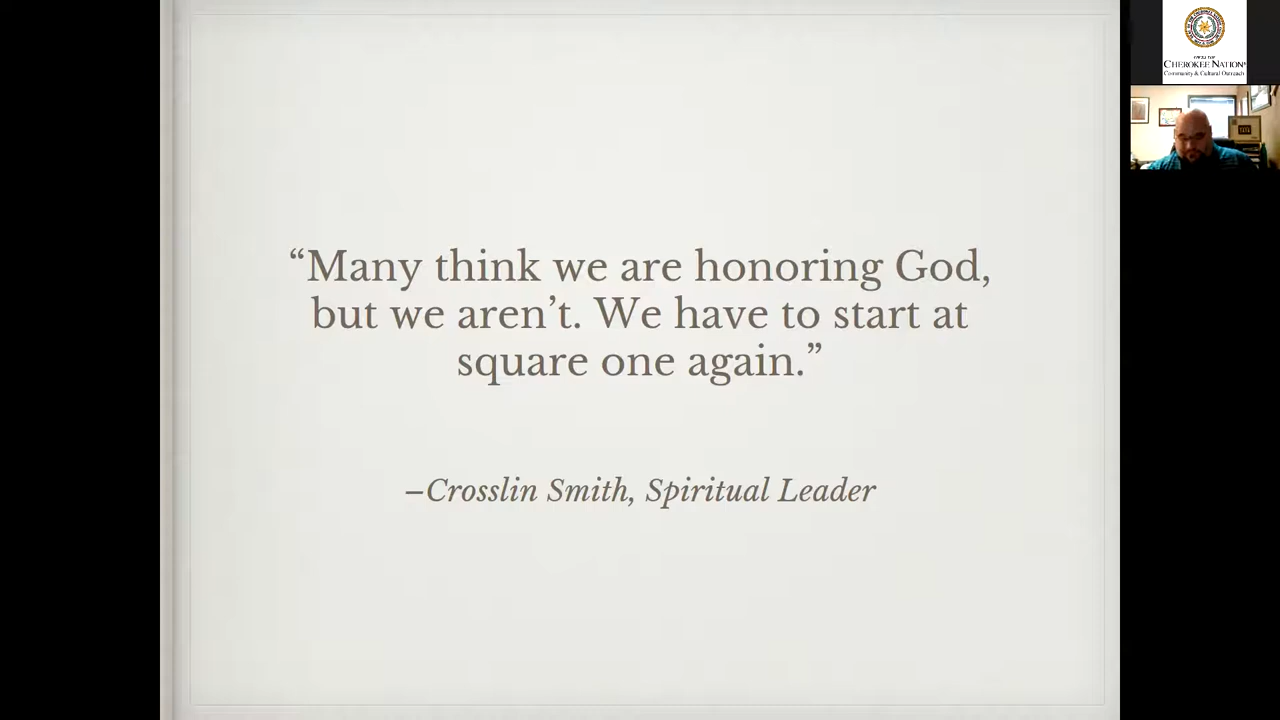 “Many think we are honoring God,
but we aren’t. We have to start at
square one again.”
–Crosslin Smith, Spiritual Leader
CHEROKEE NATION®
Community & Cultural Outreach